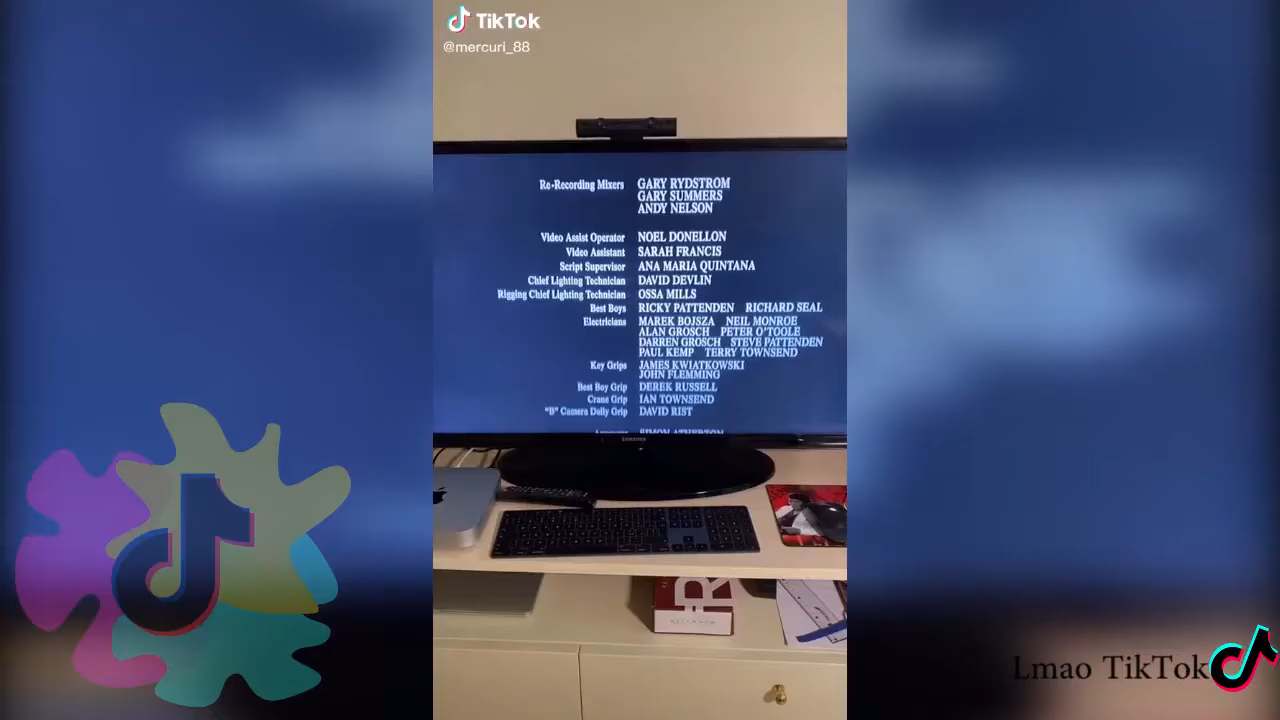 TikTok
@mercuri_88
Re-Recording Mixers GARY RYDSTROM
GARY SUMMERS
ANDY NELSON
Video Assist Operator NOEL DONELLON
Video Assistant SARAH FRANCIS
Script Supervisor ANA MARIA QUINTANA
Chief Lighting Technician DAVID DEVLIN
Rigging Chief Lighting Technician OSSA MILLS
Best Boys RICKY PATTENDEN RICHARD SEAL
Electricians MAREK BOJSZA NEIL MONROE
ALAN GROSCH PETER O'TOOLE
DARREN GROSCH STEVE PATTENDEN
PAUL KEMP TERRY TOWNSEND
Key Grips JAMES KWIATKOWSKI
JOHN FLEMMING
Best Boy Grip DEREK RUSSELL
Crane Grip IAN TOWNSEND
"B" Camera Dolly Grip DAVID RIST
SAMSUNG
R
Lmao TikTok